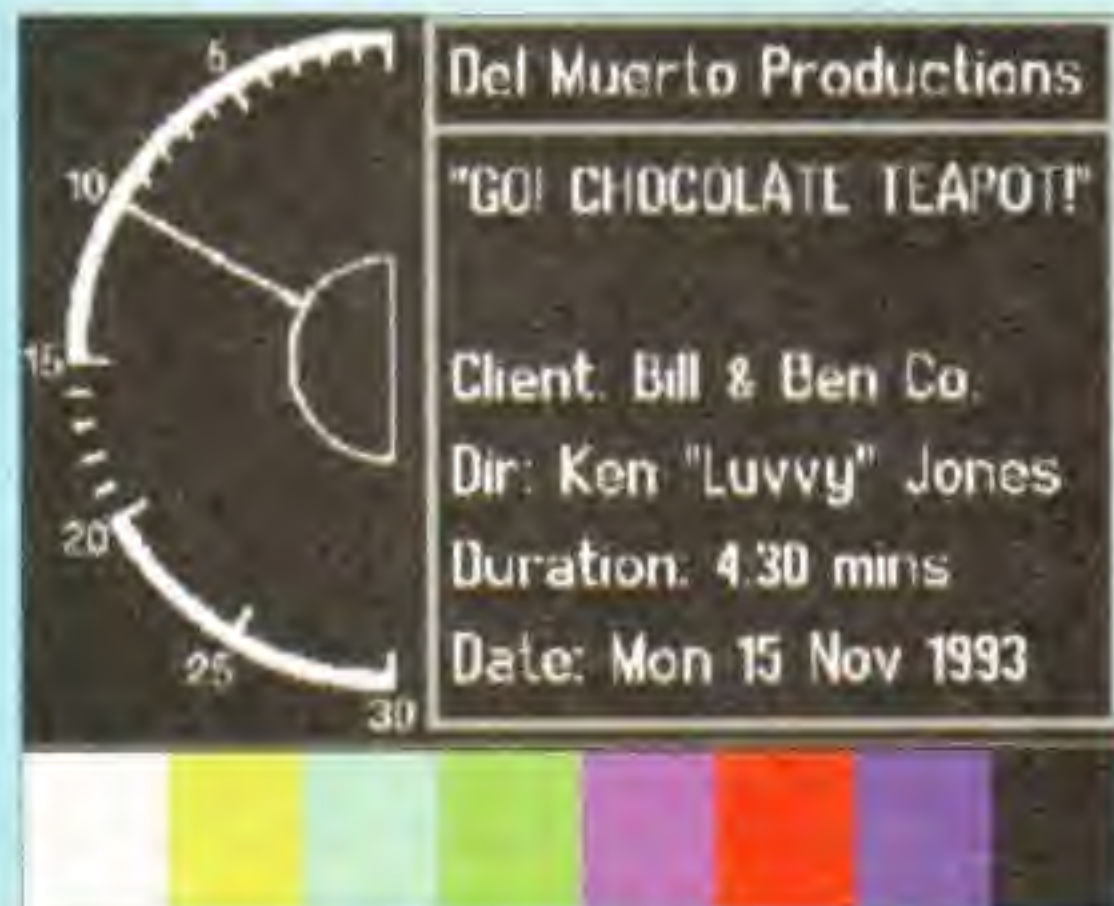 Del Muerto Productions
"GO! CHOCOLATE TEAPOT!"
Client: Bill & Ben Co.
Dir: Ken "Luvvy" Jones
Duration: 4.30 mins
Date: Mon 15 Nov 1993
5
10
15
20
25
30